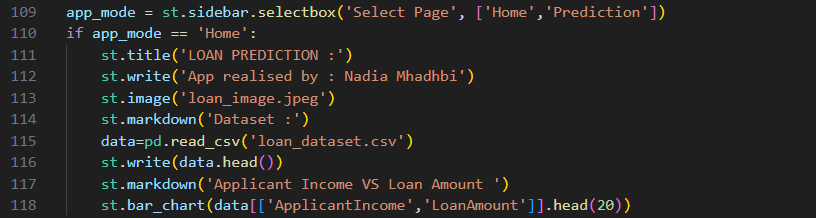 109 app_mode = st.sidebar.selectbox('Select Page', ['Home','Prediction'])
110 if app_mode == 'Home':
111     st.title('LOAN PREDICTION :')
112     st.write('App realised by : Nadia Mhadhbi')
113     st.image('loan_image.jpeg')
114     st.markdown('Dataset :')
115     data=pd.read_csv('loan_dataset.csv')
116     st.write(data.head())
117     st.markdown('Applicant Income VS Loan Amount ')
118     st.bar_chart(data[['ApplicantIncome','LoanAmount']].head(20))